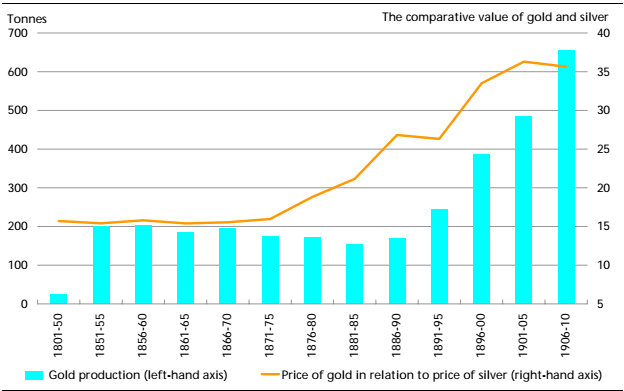 Tonnes The comparative value of gold and silver
700 40
600 35
500 30
400 25
300 20
200 15
100 10
0 5
1801-50 1851-55 1856-60 1861-65 1866-70 1871-75 1876-80 1881-85 1886-90 1891-95 1896-00 1901-05 1906-10
Gold production (left-hand axis) Price of gold in relation to price of silver (right-hand axis)